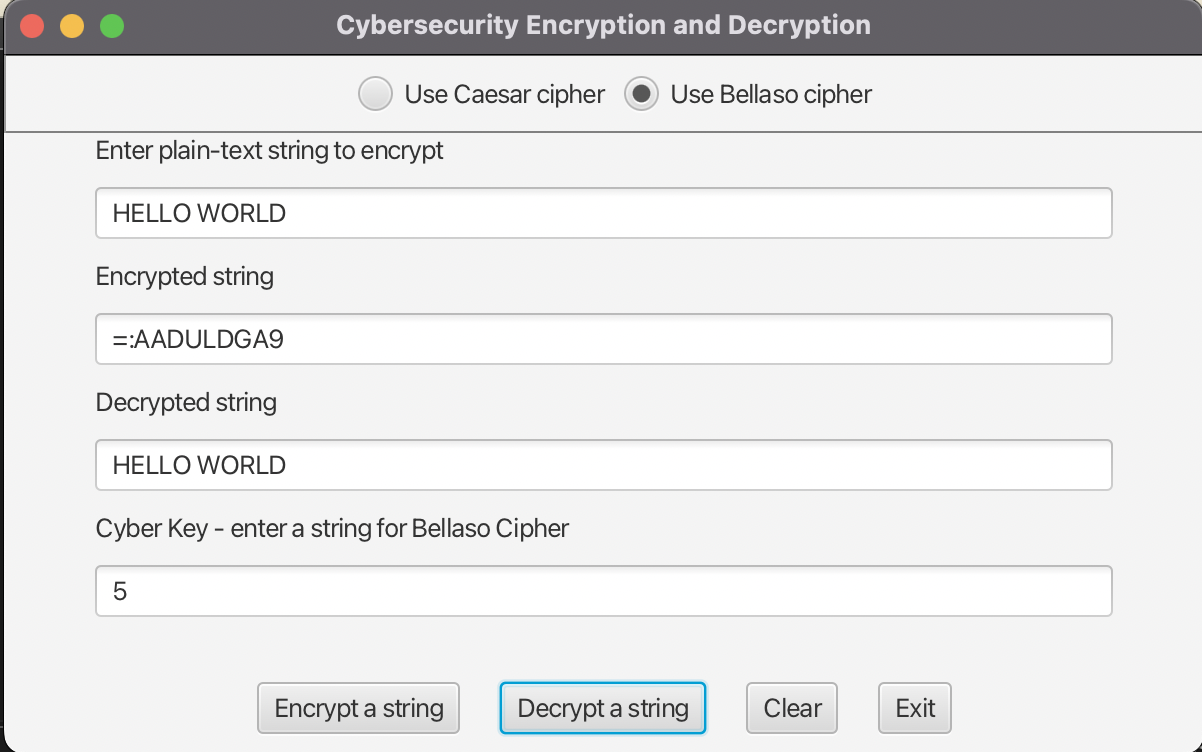 Cybersecurity Encryption and Decryption
Use Caesar cipher Use Bellaso cipher
Enter plain-text string to encrypt
HELLO WORLD
Encrypted string
=:AADULDGA9
Decrypted string
HELLO WORLD
Cyber Key - enter a string for Bellaso Cipher
5
Encrypt a string Decrypt a string Clear Exit